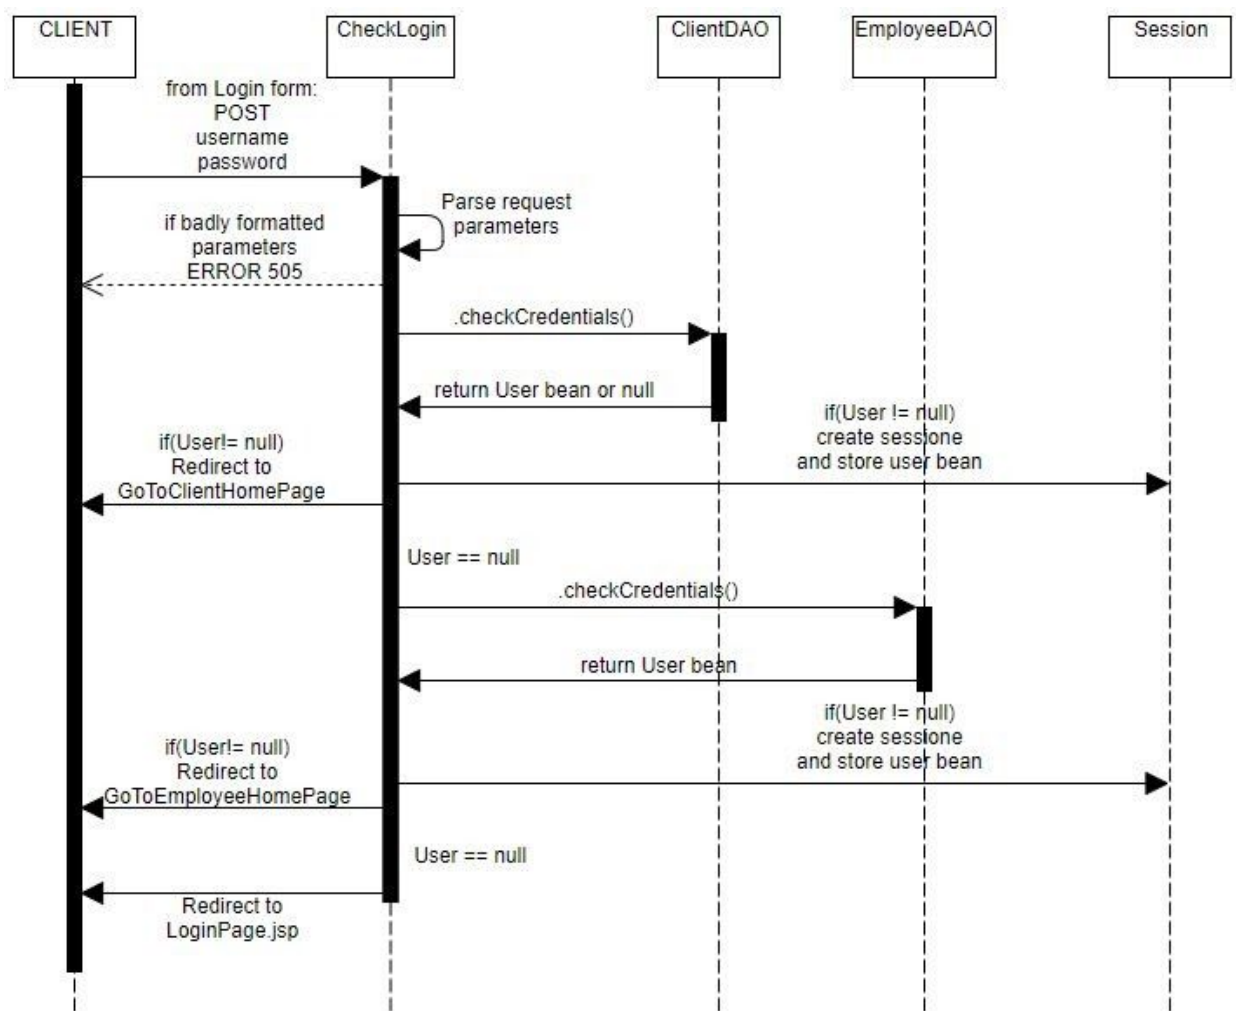 CLIENT
CheckLogin
ClientDAO
EmployeeDAO
Session
from Login form:
POST
username
password
Parse request
parameters
if badly formatted
parameters
ERROR 505
.checkCredentials()
return User bean or null
if(User != null)
create sessione
and store user bean
if(User!= null)
Redirect to
GoToClientHomePage
User == null
.checkCredentials()
return User bean
if(User != null)
create sessione
and store user bean
if(User!= null)
Redirect to
GoToEmployeeHomePage
User == null
Redirect to
LoginPage.jsp